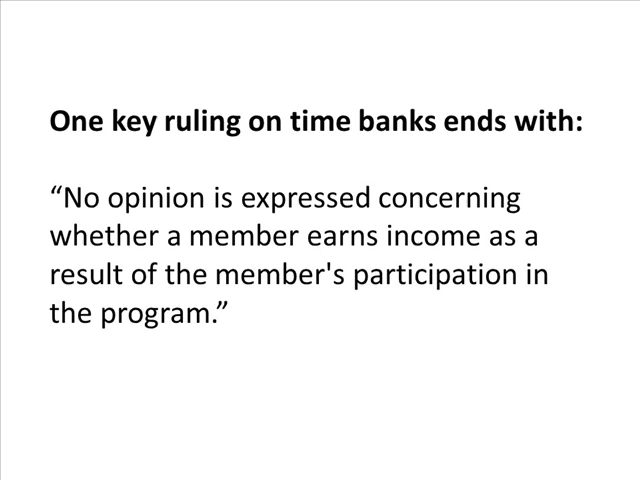 One key ruling on time banks ends with:
“No opinion is expressed concerning
whether a member earns income as a
result of the member's participation in
the program.”